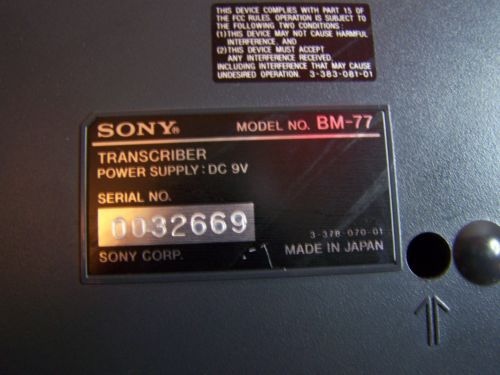 THIS DEVICE COMPLIES WITH PART 15 OF
THE FCC RULES. OPERATION IS SUBJECT TO
THE FOLLOWING TWO CONDITIONS:
(1) THIS DEVICE MAY NOT CAUSE HARMFUL
INTERFERENCE, AND
(2) THIS DEVICE MUST ACCEPT
ANY INTERFERENCE RECEIVED,
INCLUDING INTERFERENCE THAT MAY CAUSE
UNDESIRED OPERATION. 3-383-081-01
SONY® MODEL NO. BM-77
TRANSCRIBER
POWER SUPPLY: DC 9V
SERIAL NO.
0032669
3-378-070-01
SONY CORP. MADE IN JAPAN